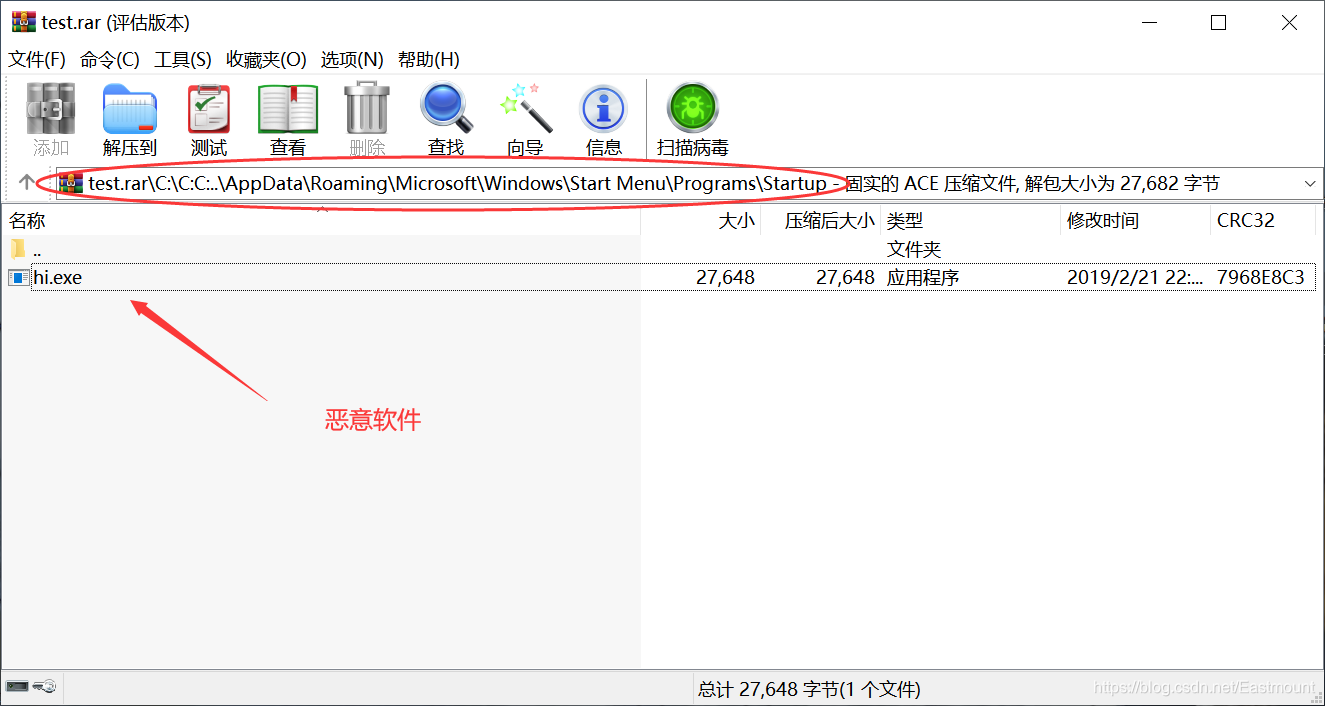 test.rar (评估版本)
文件(F) 命令(C) 工具(S) 收藏夹(O) 选项(N) 帮助(H)
添加 解压到 测试 查看 删除 查找 向导 信息 扫描病毒
test.rar\C:\C:C:..\AppData\Roaming\Microsoft\Windows\Start Menu\Programs\Startup - 固实的 ACE 压缩文件, 解包大小为 27,682 字节
名称 大小 压缩后大小 类型 修改时间 CRC32
.. 文件夹
hi.exe 27,648 27,648 应用程序 2019/2/21 22:... 7968E8C3
恶意软件
总计 27,648 字节(1 个文件)
https://blog.csdn.net/Eastmount